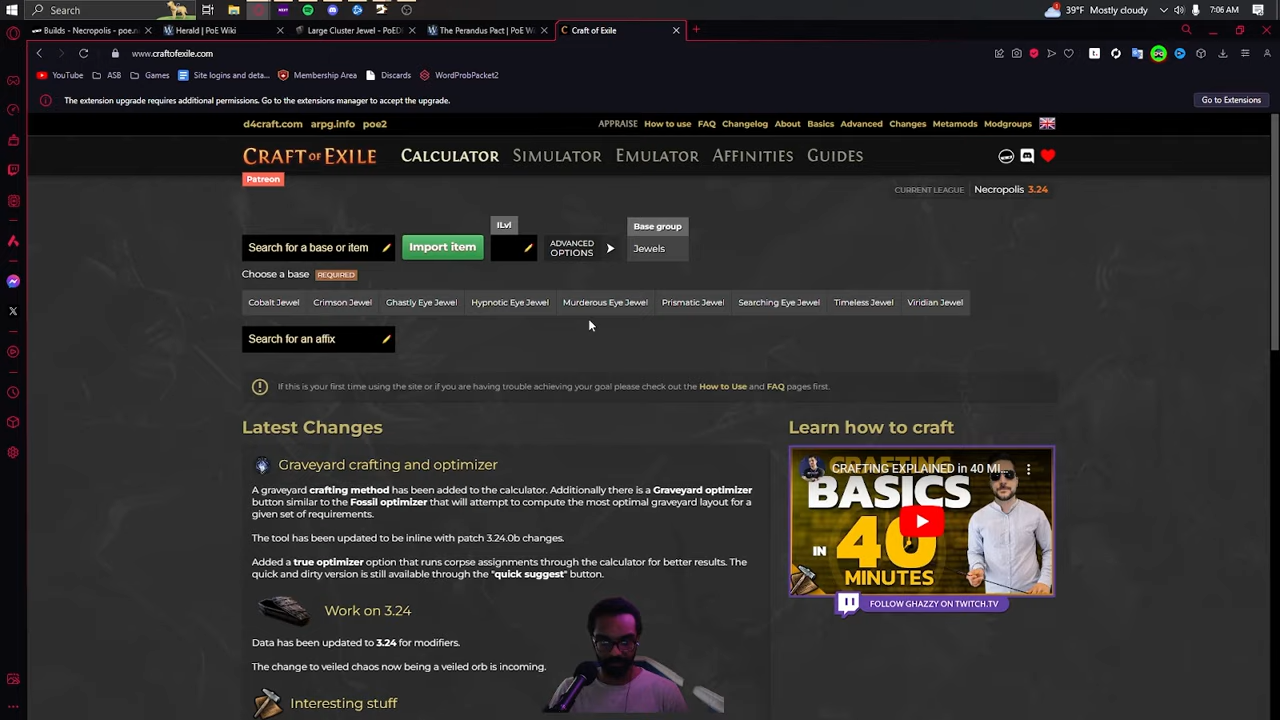 Search
39°F Mostly cloudy
7:06 AM
Builds - Necropolis - poe.n
Herald | PoE Wiki
Large Cluster Jewel - PoED
The Perandus Pact | PoE W
Craft of Exile
www.craftofexile.com
YouTube
ASB
Games
Site logins and deta...
Membership Area
Discards
WordProbPacket2
The extension upgrade requires additional permissions. Go to the extensions manager to accept the upgrade.
Go to Extensions
d4craft.com arpg.info poe2
APPRAISE How to use FAQ Changelog About Basics Advanced Changes Metamods Modgroups
CRAFT OF EXILE
CALCULATOR SIMULATOR EMULATOR AFFINITIES GUIDES
Patreon
CURRENT LEAGUE Necropolis 3.24
Search for a base or item
Import item
ILvl
ADVANCED
OPTIONS
Base group
Jewels
Choose a base REQUIRED
Cobalt Jewel Crimson Jewel Ghastly Eye Jewel Hypnotic Eye Jewel Murderous Eye Jewel Prismatic Jewel Searching Eye Jewel Timeless Jewel Viridian Jewel
Search for an affix
If this is your first time using the site or if you are having trouble achieving your goal please check out the How to Use and FAQ pages first.
Latest Changes
Graveyard crafting and optimizer
A graveyard crafting method has been added to the calculator. Additionally there is a Graveyard optimizer
button similar to the Fossil optimizer that will attempt to compute the most optimal graveyard layout for a
given set of requirements.
The tool has been updated to be inline with patch 3.24.0b changes.
Added a true optimizer option that runs corpse assignments through the calculator for better results. The
quick and dirty version is still available through the "quick suggest" button.
Work on 3.24
Data has been updated to 3.24 for modifiers.
The change to veiled chaos now being a veiled orb is incoming.
Interesting stuff
Learn how to craft
CRAFTING EXPLAINED in 40 MI...
BASICS
IN 40
MINUTES
FOLLOW GHAZZY ON TWITCH.TV